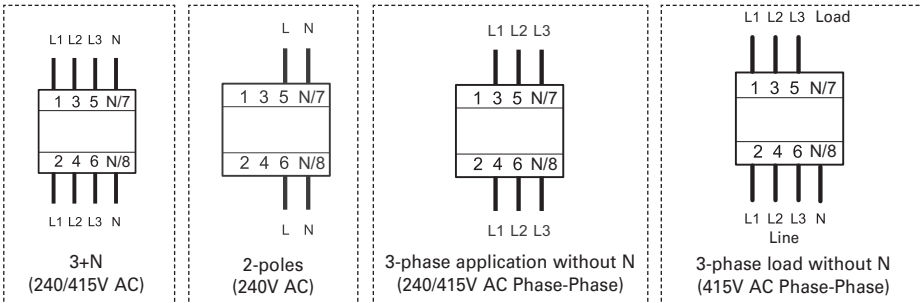 L1 L2 L3 N
1 3 5 N/7
2 4 6 N/8
L1 L2 L3 N
3+N
(240/415V AC)
L N
1 3 5 N/7
2 4 6 N/8
L N
2-poles
(240V AC)
L1 L2 L3
1 3 5 N/7
2 4 6 N/8
L1 L2 L3
3-phase application without N
(240/415V AC Phase-Phase)
L1 L2 L3 Load
1 3 5 N/7
2 4 6 N/8
L1 L2 L3 N
Line
3-phase load without N
(415V AC Phase-Phase)